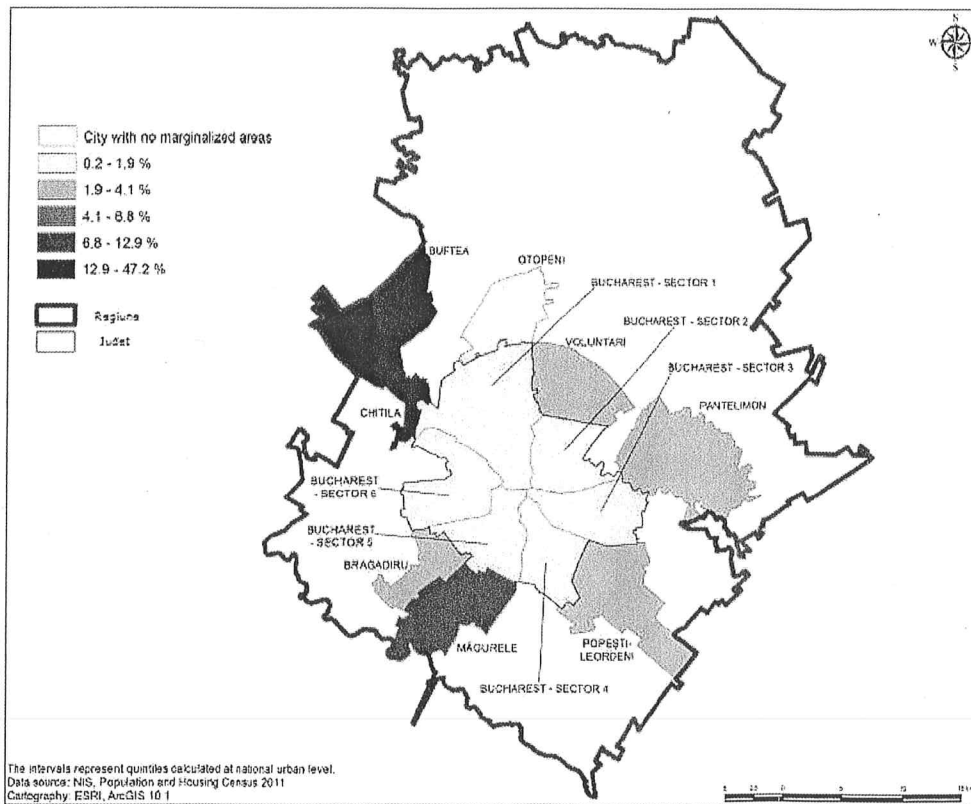 S
W
S
City with no marginalized areas
0.2 - 1.9 %
1.9 - 4.1 %
4.1 - 6.8 %
6.8 - 12.9 %
12.9 - 47.2 %
Regiune
Judet
BUFTEA
OTOPENI
BUCHAREST - SECTOR 1
BUCHAREST - SECTOR 2
VOLUNTARI
BUCHAREST - SECTOR 3
PANTELIMON
CHITILA
BUCHAREST
- SECTOR 6
BUCHAREST
- SECTOR 5
BRAGADIRU
MĂGURELE
POPEŞTI-
LEORDENI
BUCHAREST - SECTOR 4
The intervals represent quintiles calculated at national urban level.
Data source: NIS, Population and Housing Census 2011
Cartography: ESRI, ArcGIS 10.1